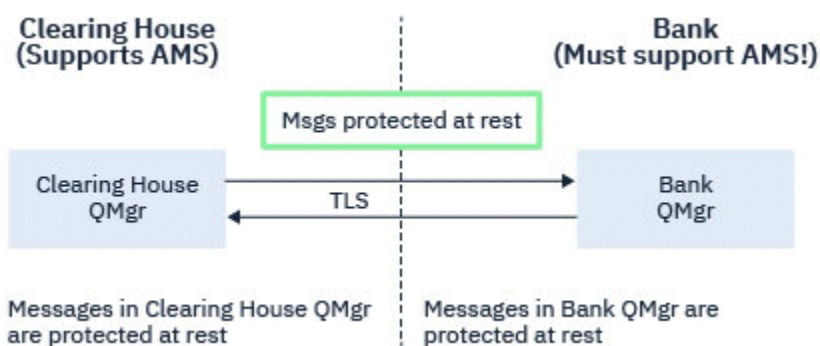 Clearing House
(Supports AMS)
Bank
(Must support AMS!)
Msgs protected at rest
Clearing House
QMgr
TLS
Bank
QMgr
Messages in Clearing House QMgr
are protected at rest
Messages in Bank QMgr are
protected at rest